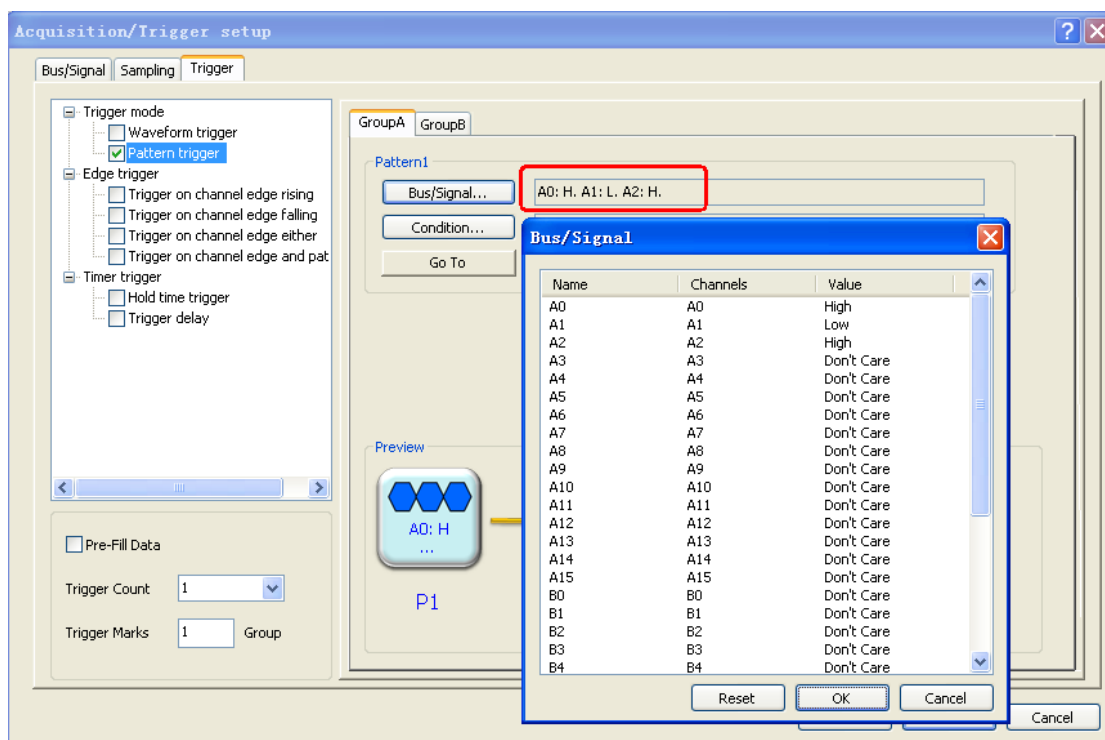 Acquisition/Trigger setup
Bus/Signal Sampling Trigger
Trigger mode
Waveform trigger
Pattern trigger
Edge trigger
Trigger on channel edge rising
Trigger on channel edge falling
Trigger on channel edge either
Trigger on channel edge and pat
Timer trigger
Hold time trigger
Trigger delay
Pre-Fill Data
Trigger Count 1
Trigger Marks 1 Group
GroupA GroupB
Pattern1
Bus/Signal... A0: H. A1: L. A2: H.
Condition...
Go To
Preview
A0: H
...
P1
Bus/Signal
Name Channels Value
A0 A0 High
A1 A1 Low
A2 A2 High
A3 A3 Don't Care
A4 A4 Don't Care
A5 A5 Don't Care
A6 A6 Don't Care
A7 A7 Don't Care
A8 A8 Don't Care
A9 A9 Don't Care
A10 A10 Don't Care
A11 A11 Don't Care
A12 A12 Don't Care
A13 A13 Don't Care
A14 A14 Don't Care
A15 A15 Don't Care
B0 B0 Don't Care
B1 B1 Don't Care
B2 B2 Don't Care
B3 B3 Don't Care
B4 B4 Don't Care
Reset OK Cancel
Cancel